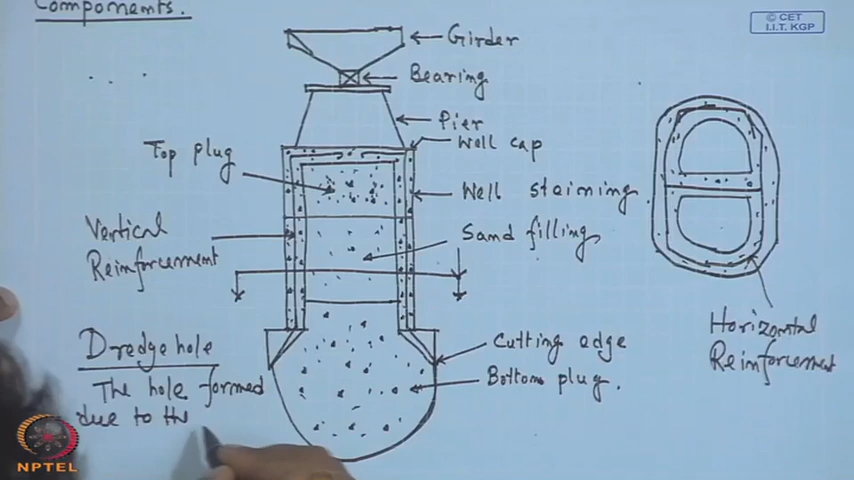 Components.
© CET
I.I.T. KGP
Girder
Bearing
Pier
Well cap
Top plug
Well staining
Vertical
Reinforcement
Sand filling
Horizontal
Reinforcement
Dredge hole
The hole formed
due to the
Cutting edge
Bottom plug.
NPTEL